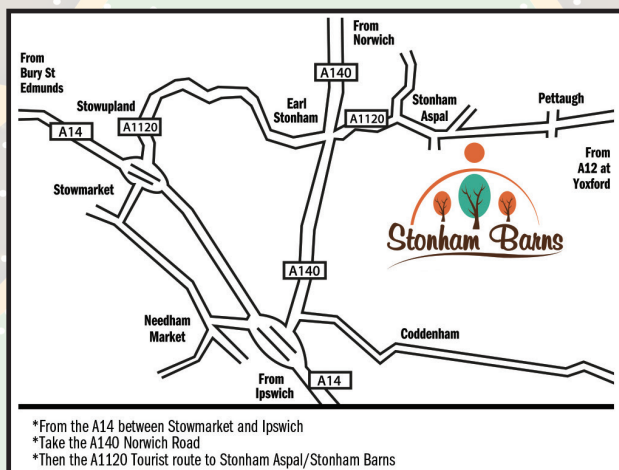 From
Norwich
From
Bury St
Edmunds
A140
Stowupland
Earl
Stonham
Stonham
Aspal
Pettaugh
A14
A1120
A1120
From
A12 at
Yoxford
Stowmarket
Stonham Barns
A140
Needham
Market
Coddenham
From
Ipswich
A14
*From the A14 between Stowmarket and Ipswich
*Take the A140 Norwich Road
*Then the A1120 Tourist route to Stonham Aspal/Stonham Barns